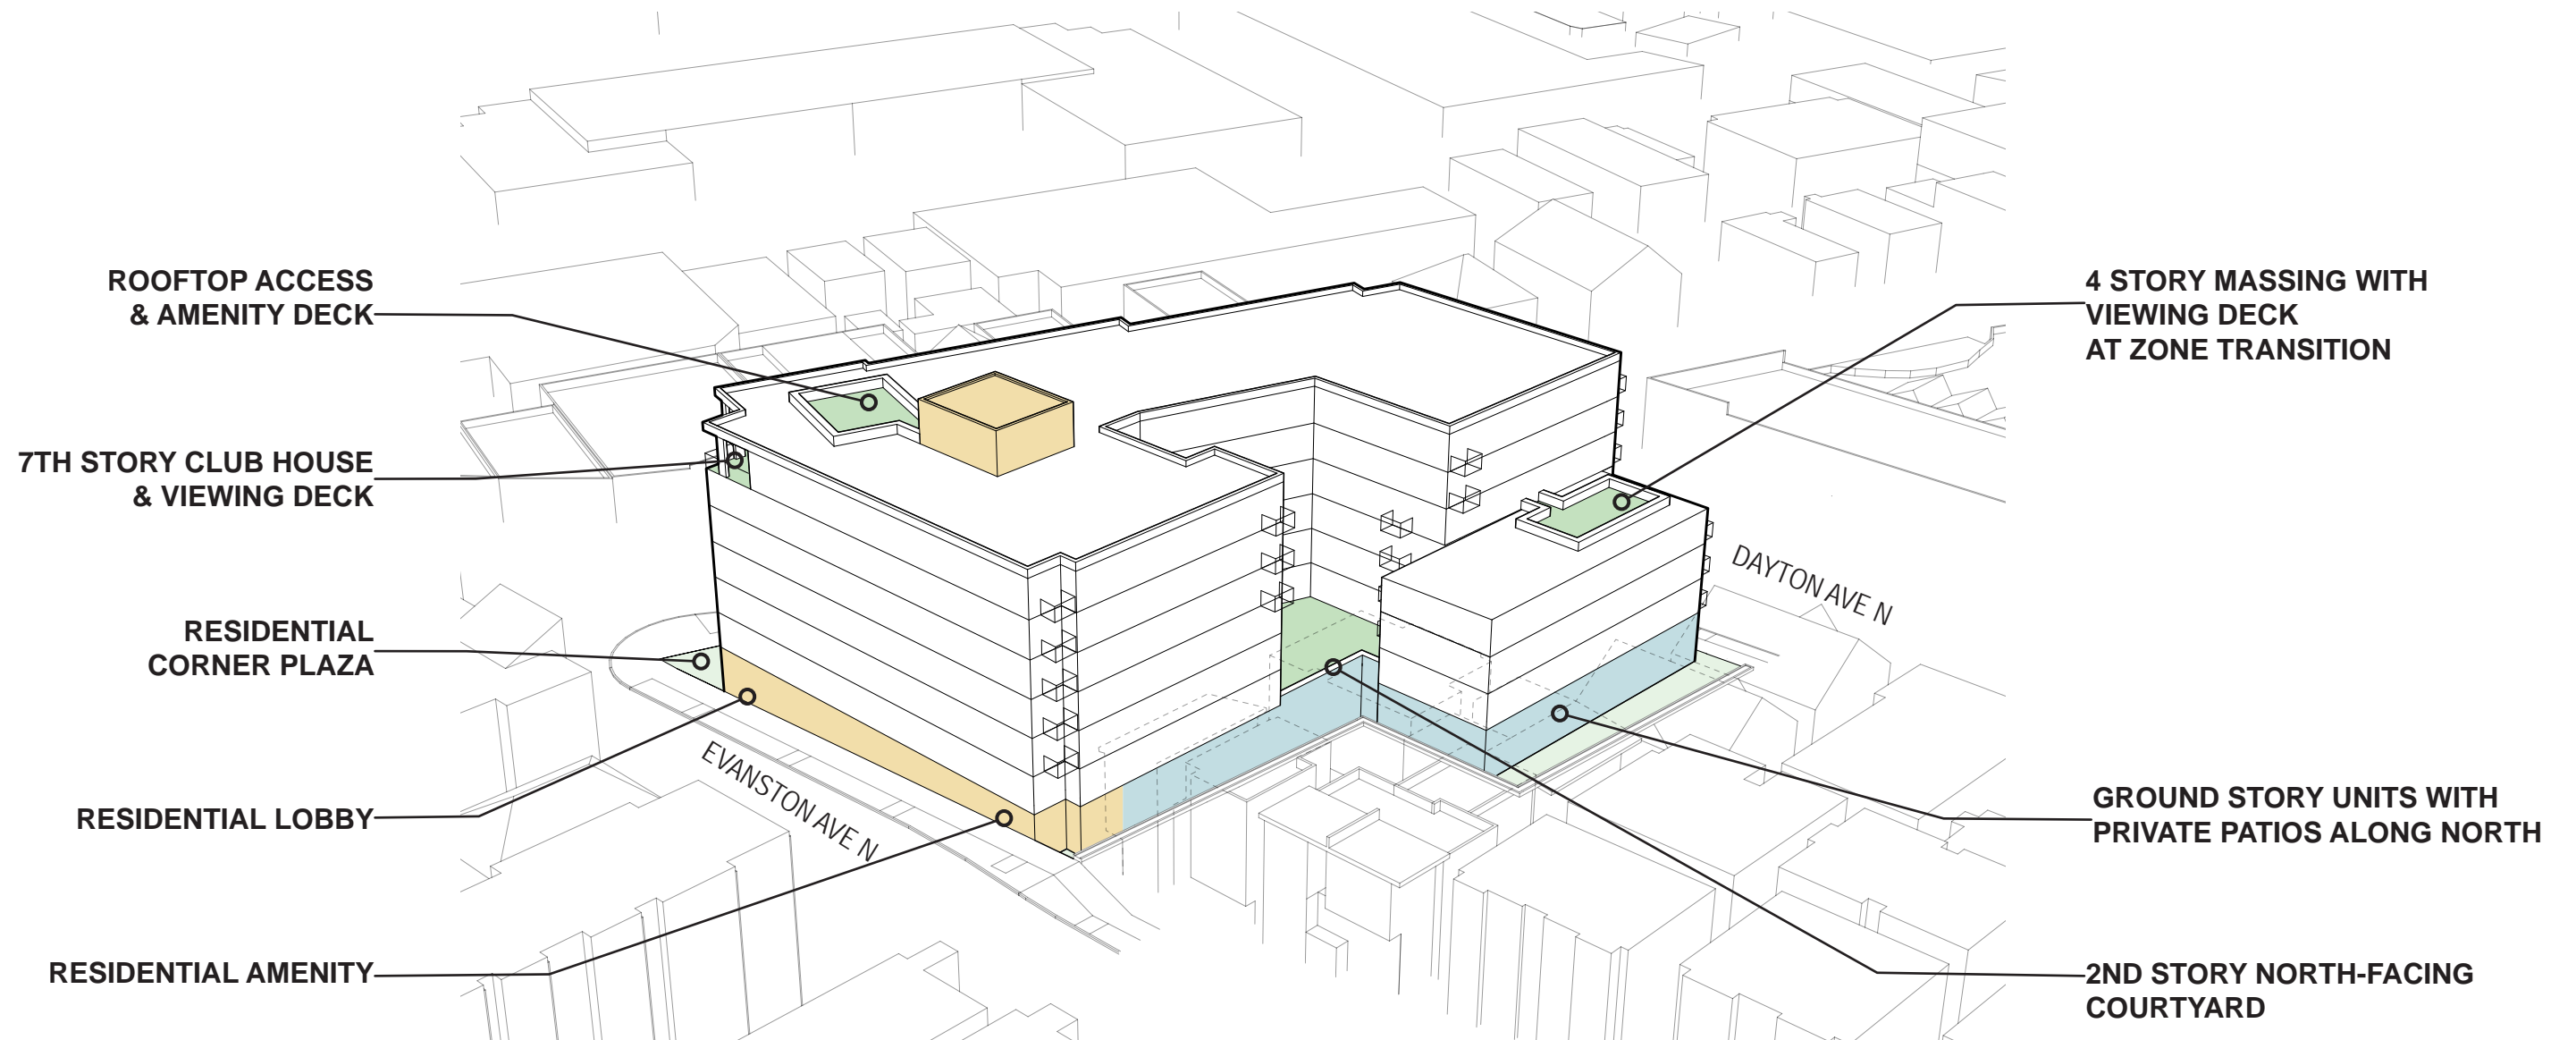 ROOFTOP ACCESS
& AMENITY DECK
7TH STORY CLUB HOUSE
& VIEWING DECK
RESIDENTIAL
CORNER PLAZA
RESIDENTIAL LOBBY
RESIDENTIAL AMENITY
EVANSTON AVE N
DAYTON AVE N
4 STORY MASSING WITH
VIEWING DECK
AT ZONE TRANSITION
GROUND STORY UNITS WITH
PRIVATE PATIOS ALONG NORTH
2ND STORY NORTH-FACING
COURTYARD